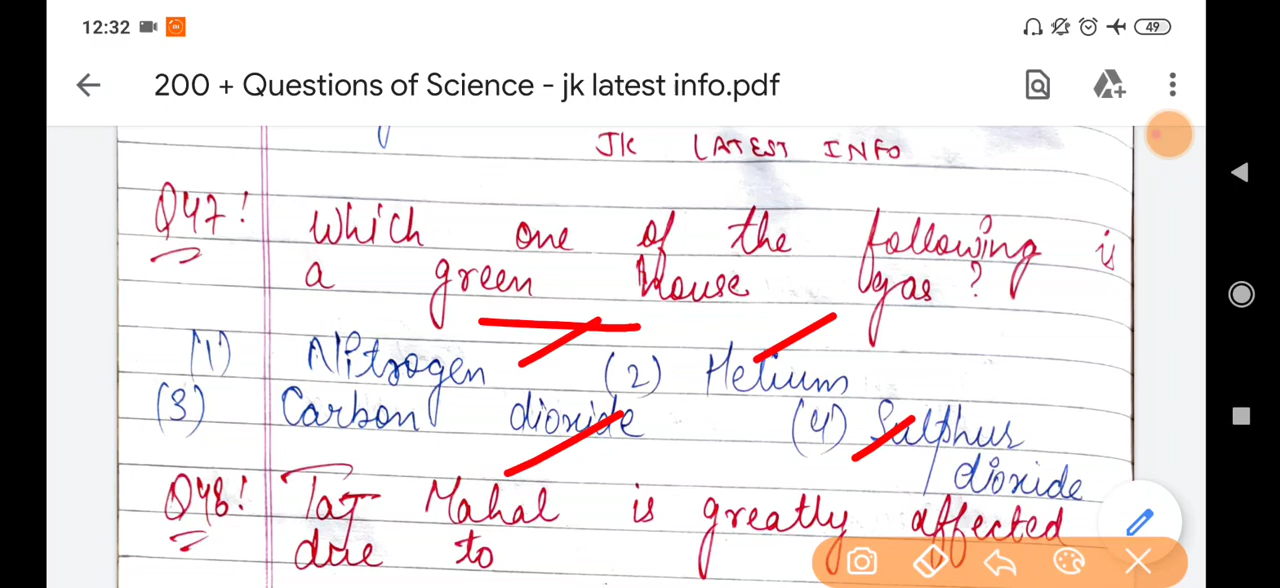 12:32
49
200 + Questions of Science - jk latest info.pdf
JK LATEST INFO
Q47! Which one of the following is
a green house gas?
(1) Nitrogen (2) Helium
(3) Carbon dioxide (4) Sulphur
dioxide
Q48! Taj Mahal is greatly affected
due to